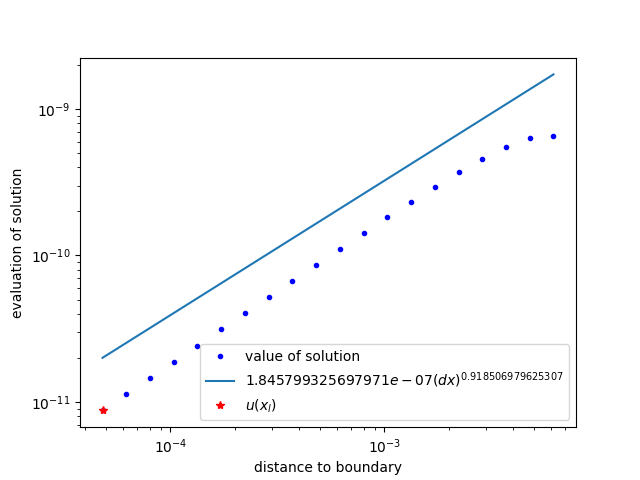 10⁻⁹
10⁻¹⁰
10⁻¹¹
evaluation of solution
value of solution
1.845799325697971e − 07(dx)^0.918506979625307
u(x_l)
10⁻⁴
10⁻³
distance to boundary